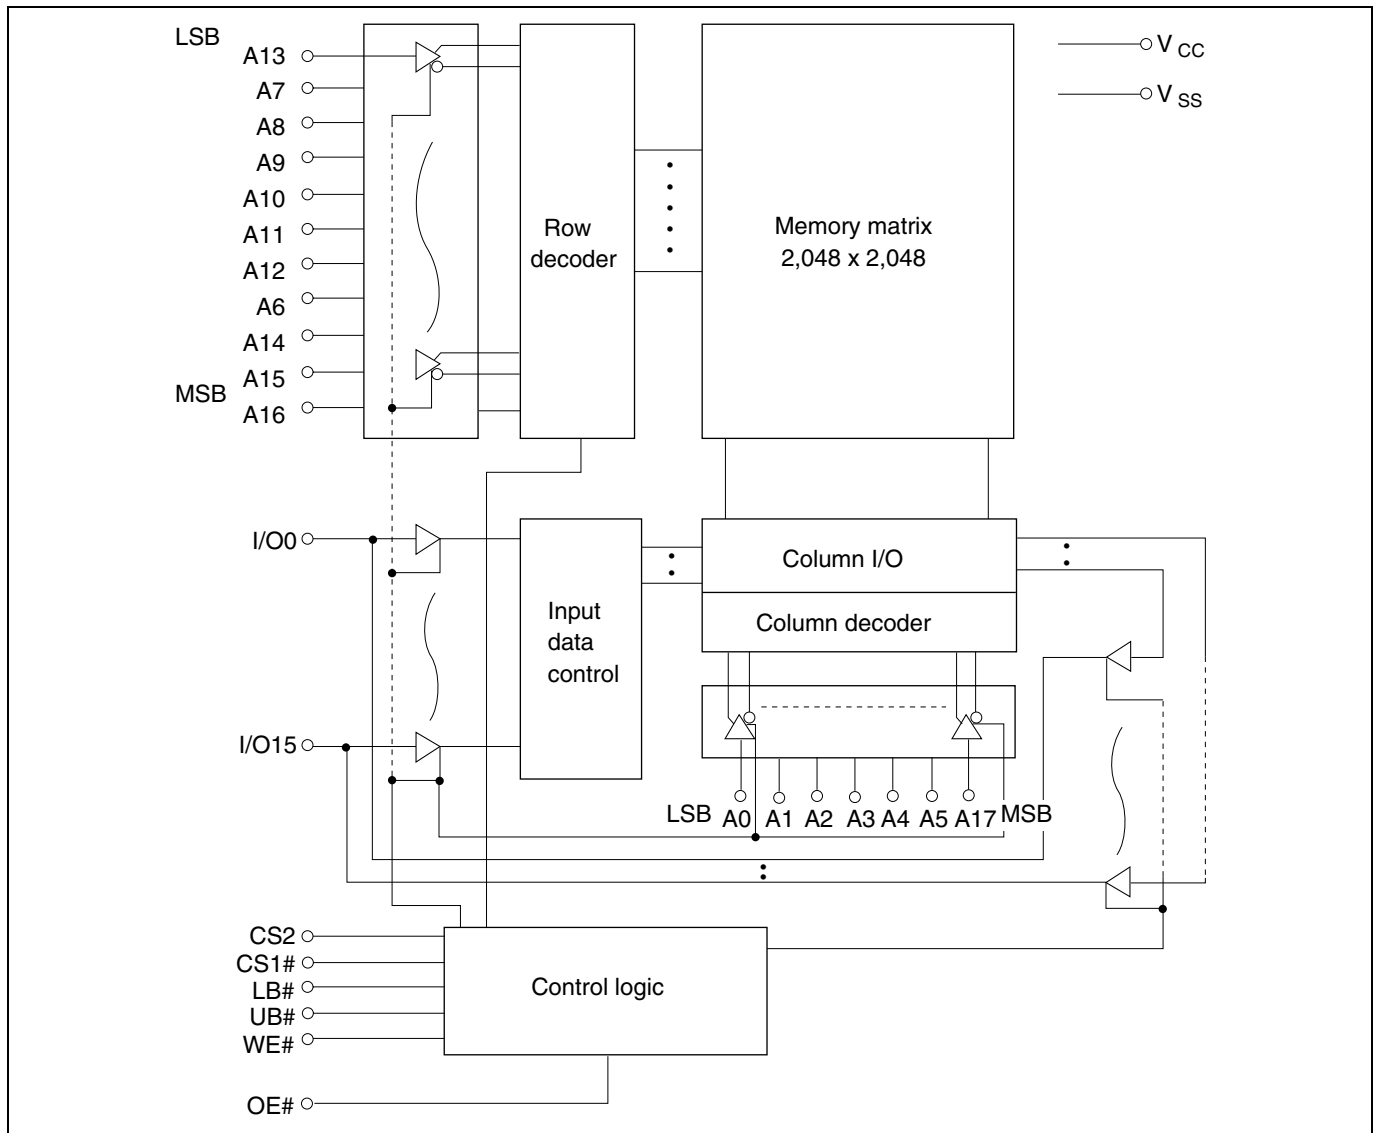 LSB
A13
A7
A8
A9
A10
A11
A12
A6
A14
A15
MSB
A16
Row
decoder
Memory matrix
2,048 x 2,048
V CC
V SS
I/O0
I/O15
Input
data
control
Column I/O
Column decoder
LSB A0 A1 A2 A3 A4 A5 A17 MSB
CS2
CS1#
LB#
UB#
WE#
OE#
Control logic